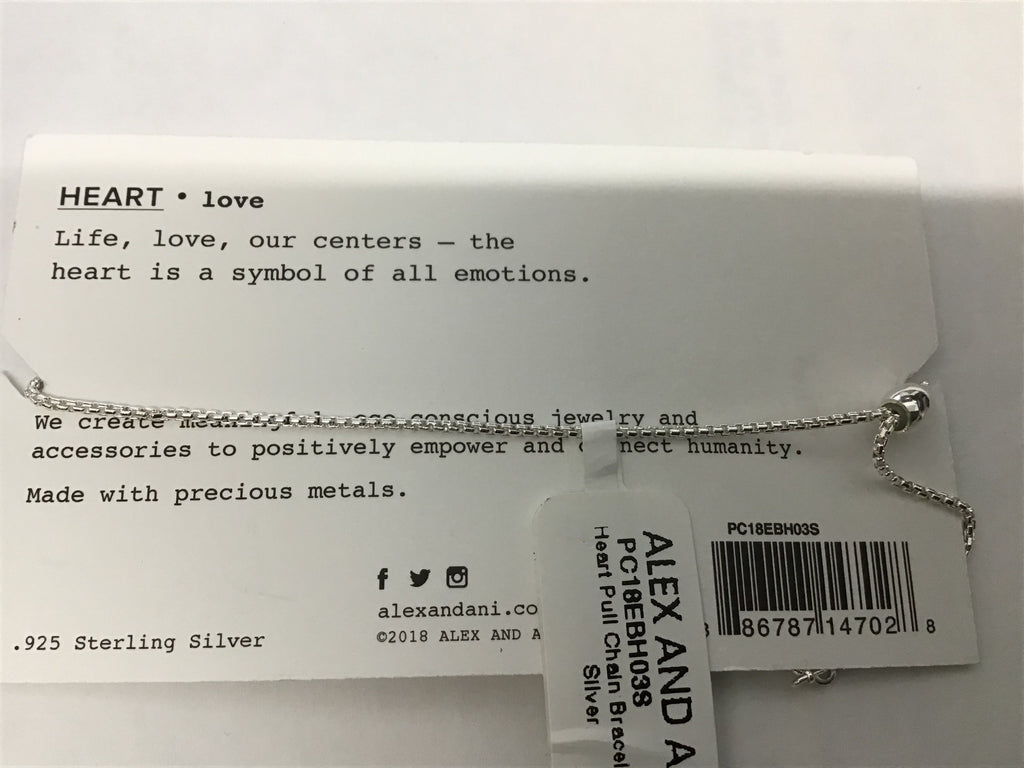 HEART • love
Life, love, our centers — the
heart is a symbol of all emotions.
We create conscious jewelry and
accessories to positively empower and humanity.
Made with precious metals.
alexandani.co
©2018 ALEX AND A
.925 Sterling Silver
PC18EBH03S
86787 14702 8
ALEX AND A
PC18EBH03S
Heart Pull Chain Bracel
Silver